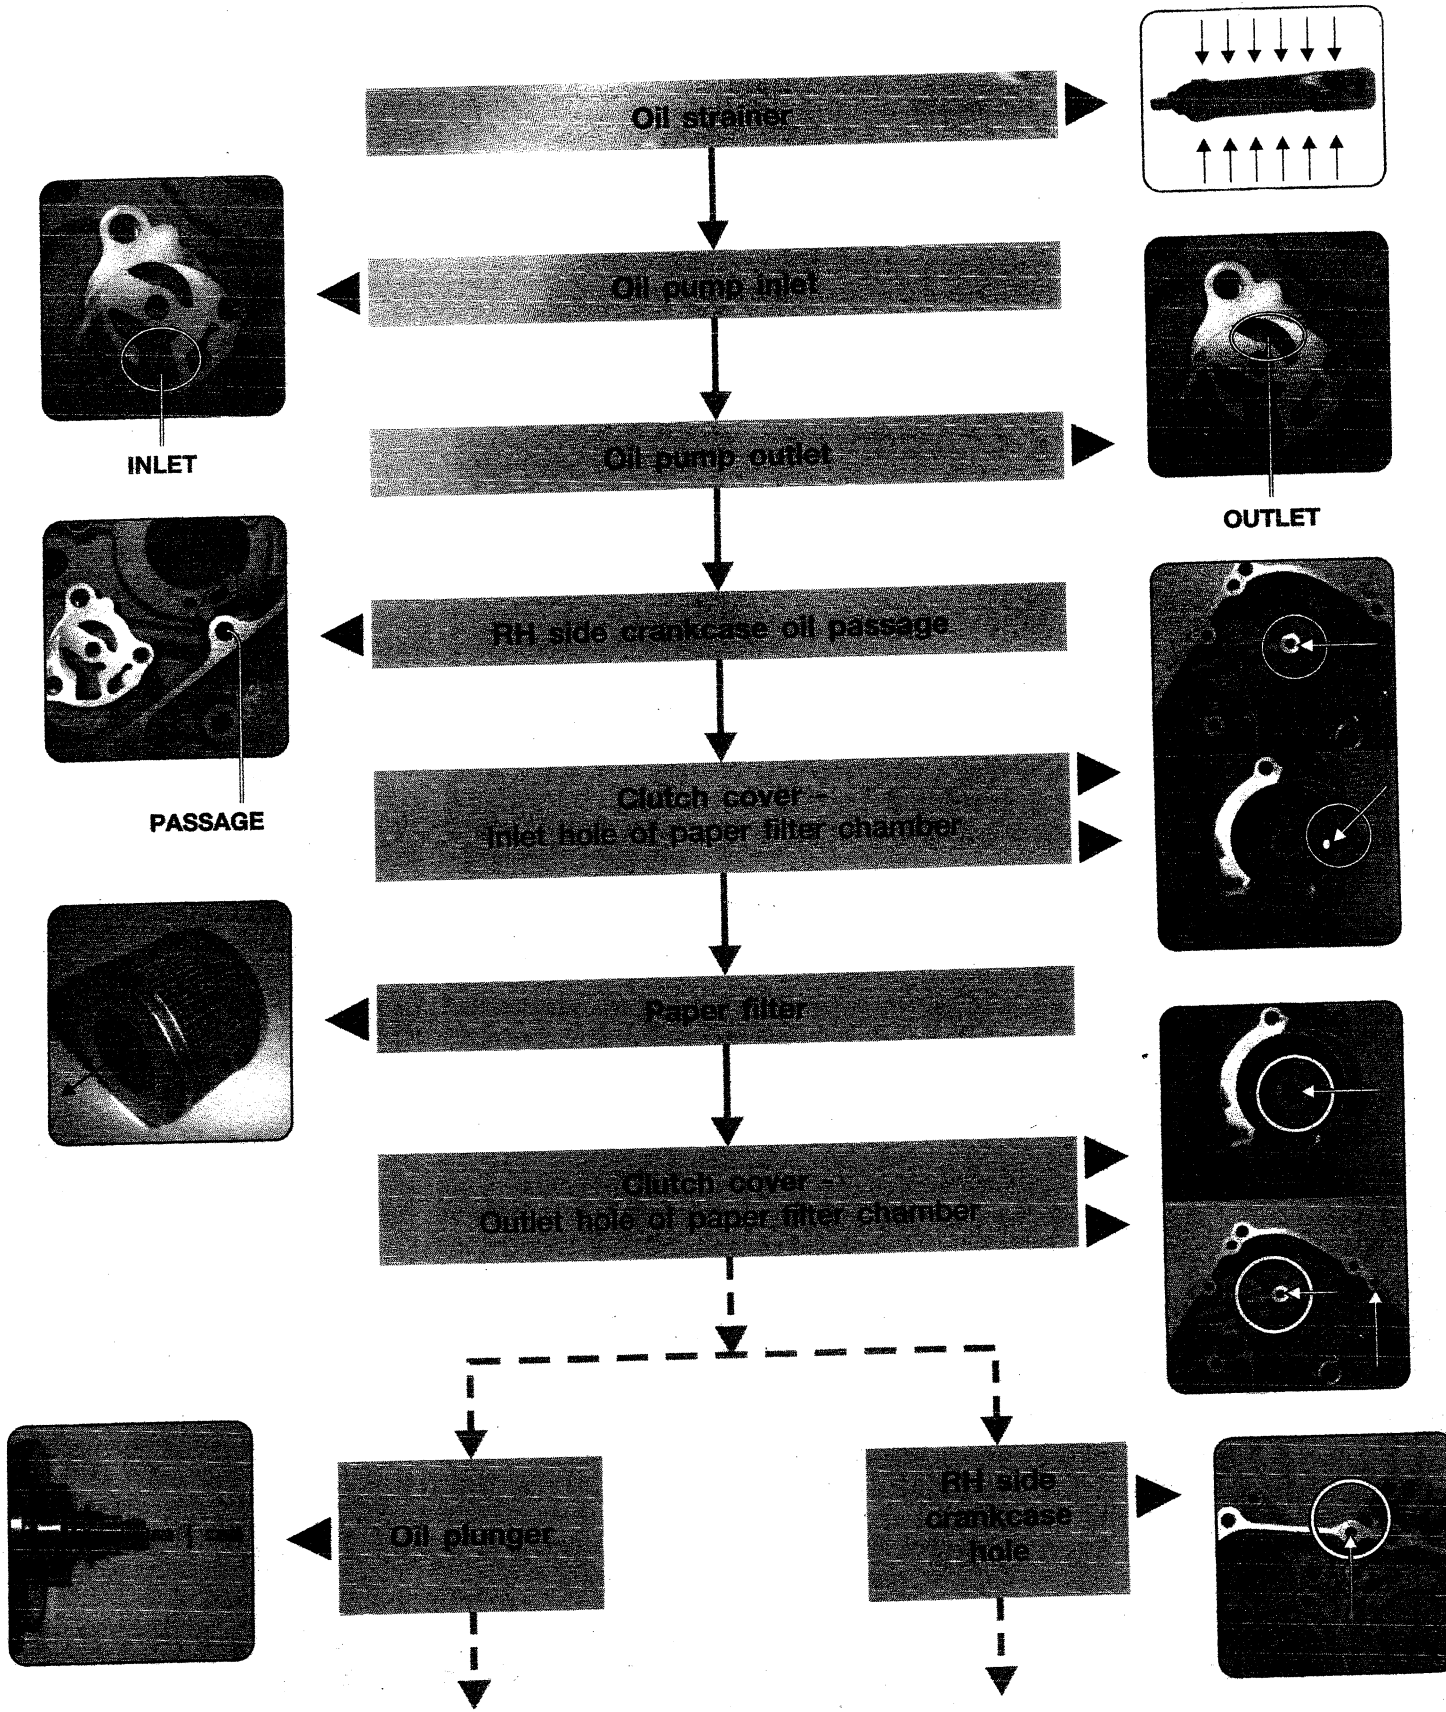 Oil strainer
Oil pump inlet
INLET
Oil pump outlet
OUTLET
RH side crankcase oil passage
PASSAGE
Clutch cover -
Inlet hole of paper filter chamber
Paper filter
Clutch cover -
Outlet hole of paper filter chamber
Oil plunger
RH side
crankcase
hole